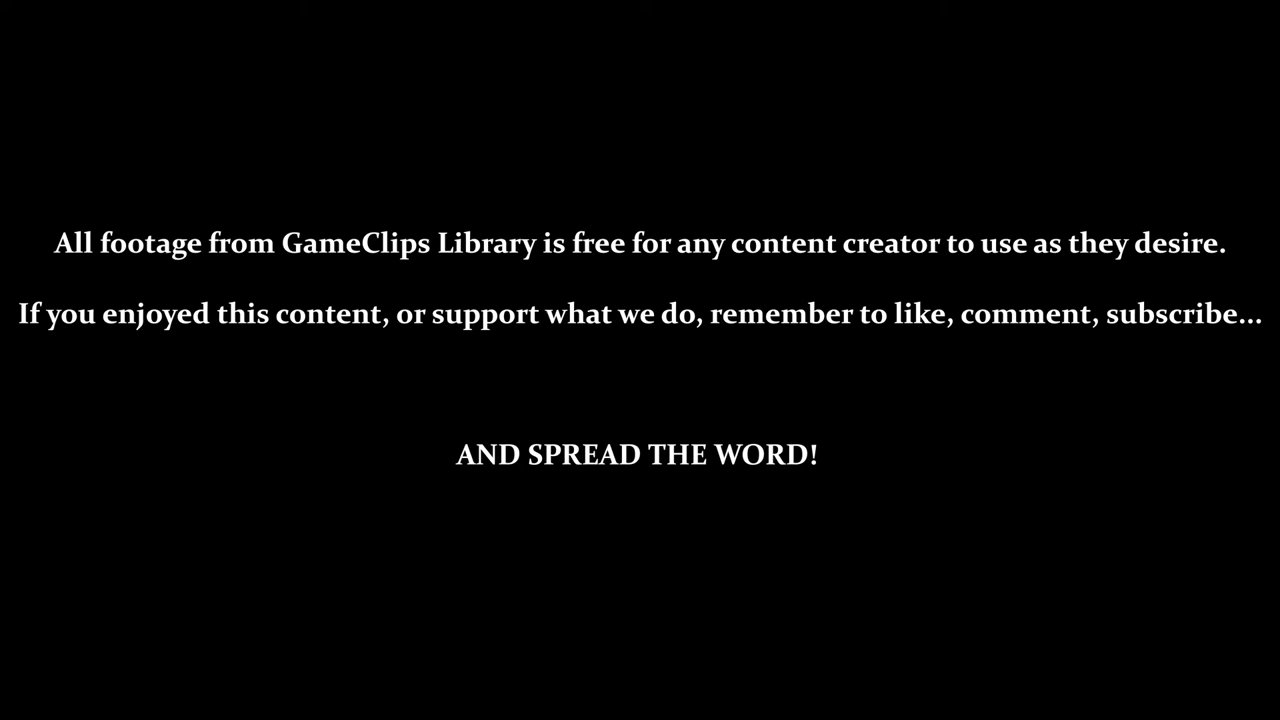 All footage from GameClips Library is free for any content creator to use as they desire.
If you enjoyed this content, or support what we do, remember to like, comment, subscribe...
AND SPREAD THE WORD!